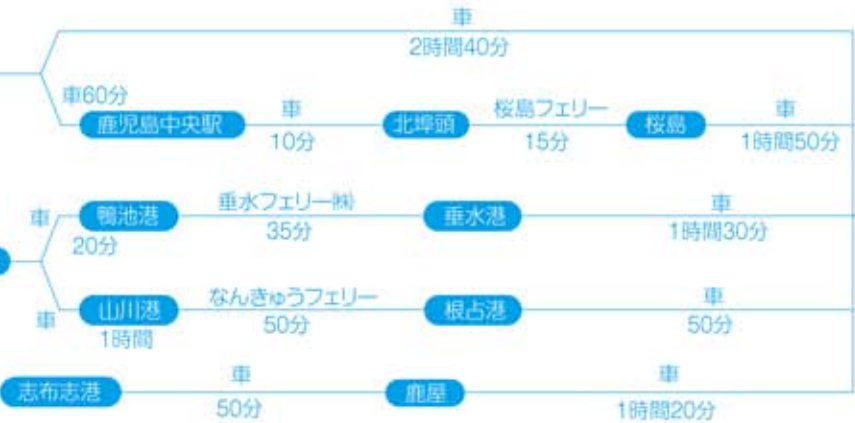 車
2時間40分
車60分
鹿児島中央駅
車
10分
北埠頭
桜島フェリー
15分
桜島
車
1時間50分
車
鴨池港
20分
垂水フェリー㈱
35分
垂水港
車
1時間30分
車
山川港
1時間
なんきゅうフェリー
50分
根占港
車
50分
志布志港
車
50分
鹿屋
車
1時間20分